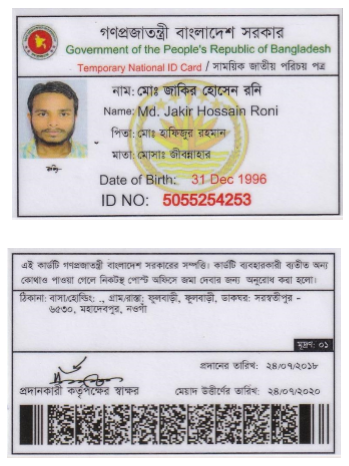 গণপ্রজাতন্ত্রী বাংলাদেশ সরকার
Government of the People's Republic of Bangladesh
Temporary National ID Card / সাময়িক জাতীয় পরিচয় পত্র
নাম: মোঃ জাকির হোসেন রনি
Name: Md. Jakir Hossain Roni
পিতা: মোঃ হাফিজুর রহমান
মাতা: মোসাঃ জীবন্নাহার
Date of Birth: 31 Dec 1996
ID NO: 5055254253
এই কার্ডটি গণপ্রজাতন্ত্রী বাংলাদেশ সরকারের সম্পত্তি। কার্ডটি ব্যবহারকারী ব্যতীত অন্য
কোথাও পাওয়া গেলে নিকটস্থ পোস্ট অফিসে জমা দেবার জন্য অনুরোধ করা হলো।
ঠিকানা: বাসা/হোল্ডিং: ., গ্রাম/রাস্তা: ফুলবাড়ী, ফুলবাড়ী, ডাকঘর: সরস্বতীপুর -
৬৫৩০, মহাদেবপুর, নওগাঁ
মুদ্রণ: ০১
প্রদানের তারিখ: ২৪/০৭/২০১৮
প্রদানকারী কর্তৃপক্ষের স্বাক্ষর
মেয়াদ উত্তীর্ণের তারিখ: ২৪/০৭/২০২০